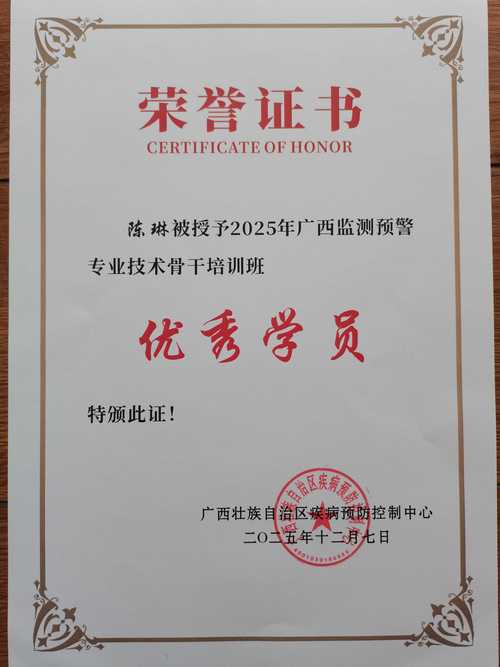 荣誉证书
CERTIFICATE OF HONOR
陈琳被授予2025年广西监测预警
专业技术骨干培训班
优秀学员
特颁此证！
广西壮族自治区疾病预防控制中心
二〇二五年十二月七日